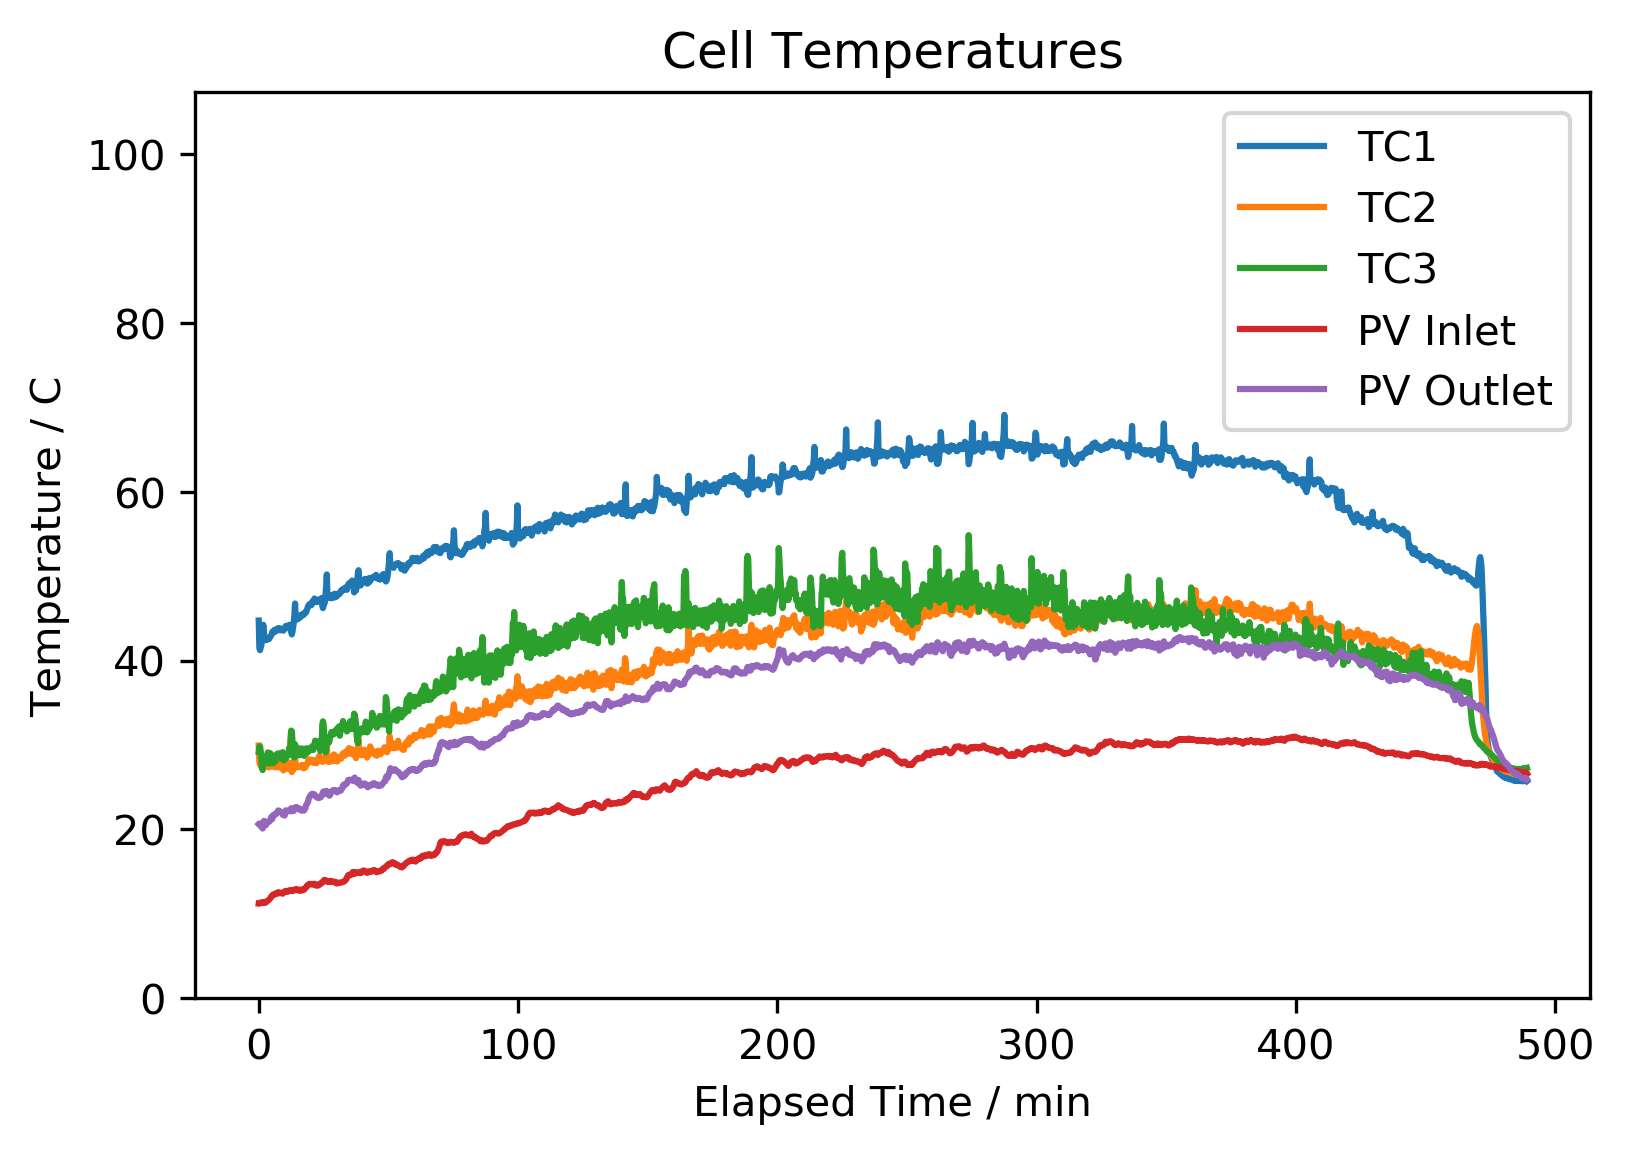 Cell Temperatures
Temperature / C
100
80
60
40
20
0
TC1
TC2
TC3
PV Inlet
PV Outlet
0 100 200 300 400 500
Elapsed Time / min